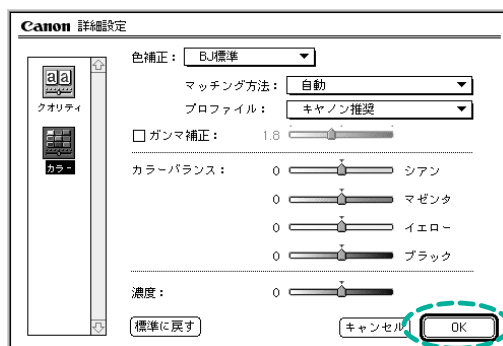 Canon 詳細設定
クオリティ
カラー
色補正： BJ標準
マッチング方法： 自動
プロファイル： キヤノン推奨
ガンマ補正： 1.8
カラーバランス： 0 シアン
0 マゼンタ
0 イエロー
0 ブラック
濃度： 0
標準に戻す キャンセル OK